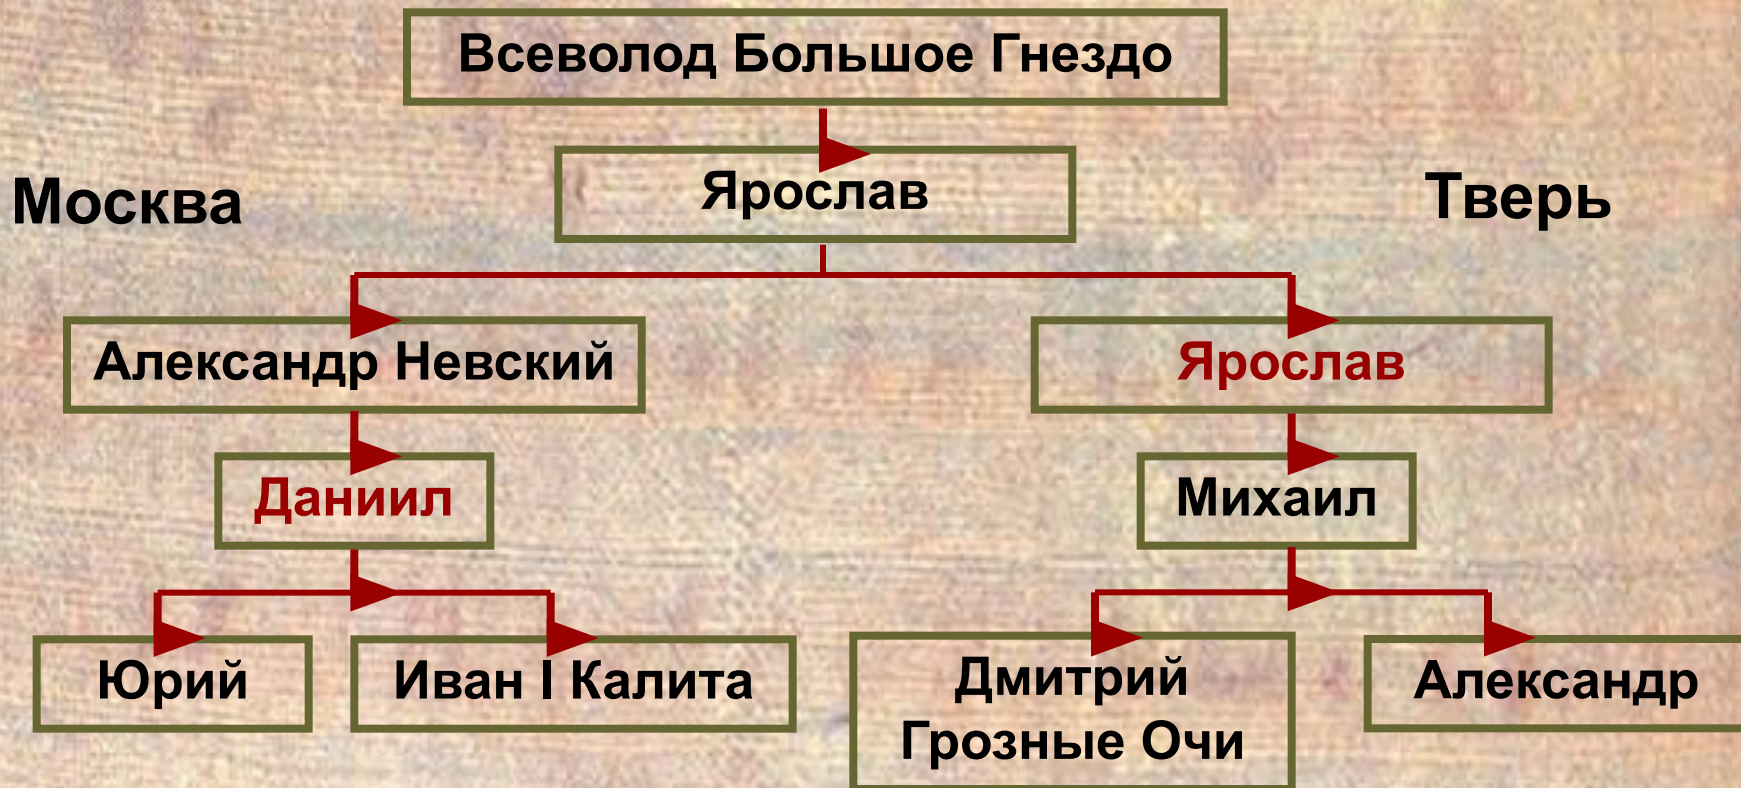 Всеволод Большое Гнездо
Ярослав
Москва
Тверь
Александр Невский
Ярослав
Даниил
Михаил
Юрий
Иван I Калита
Дмитрий
Грозные Очи
Александр